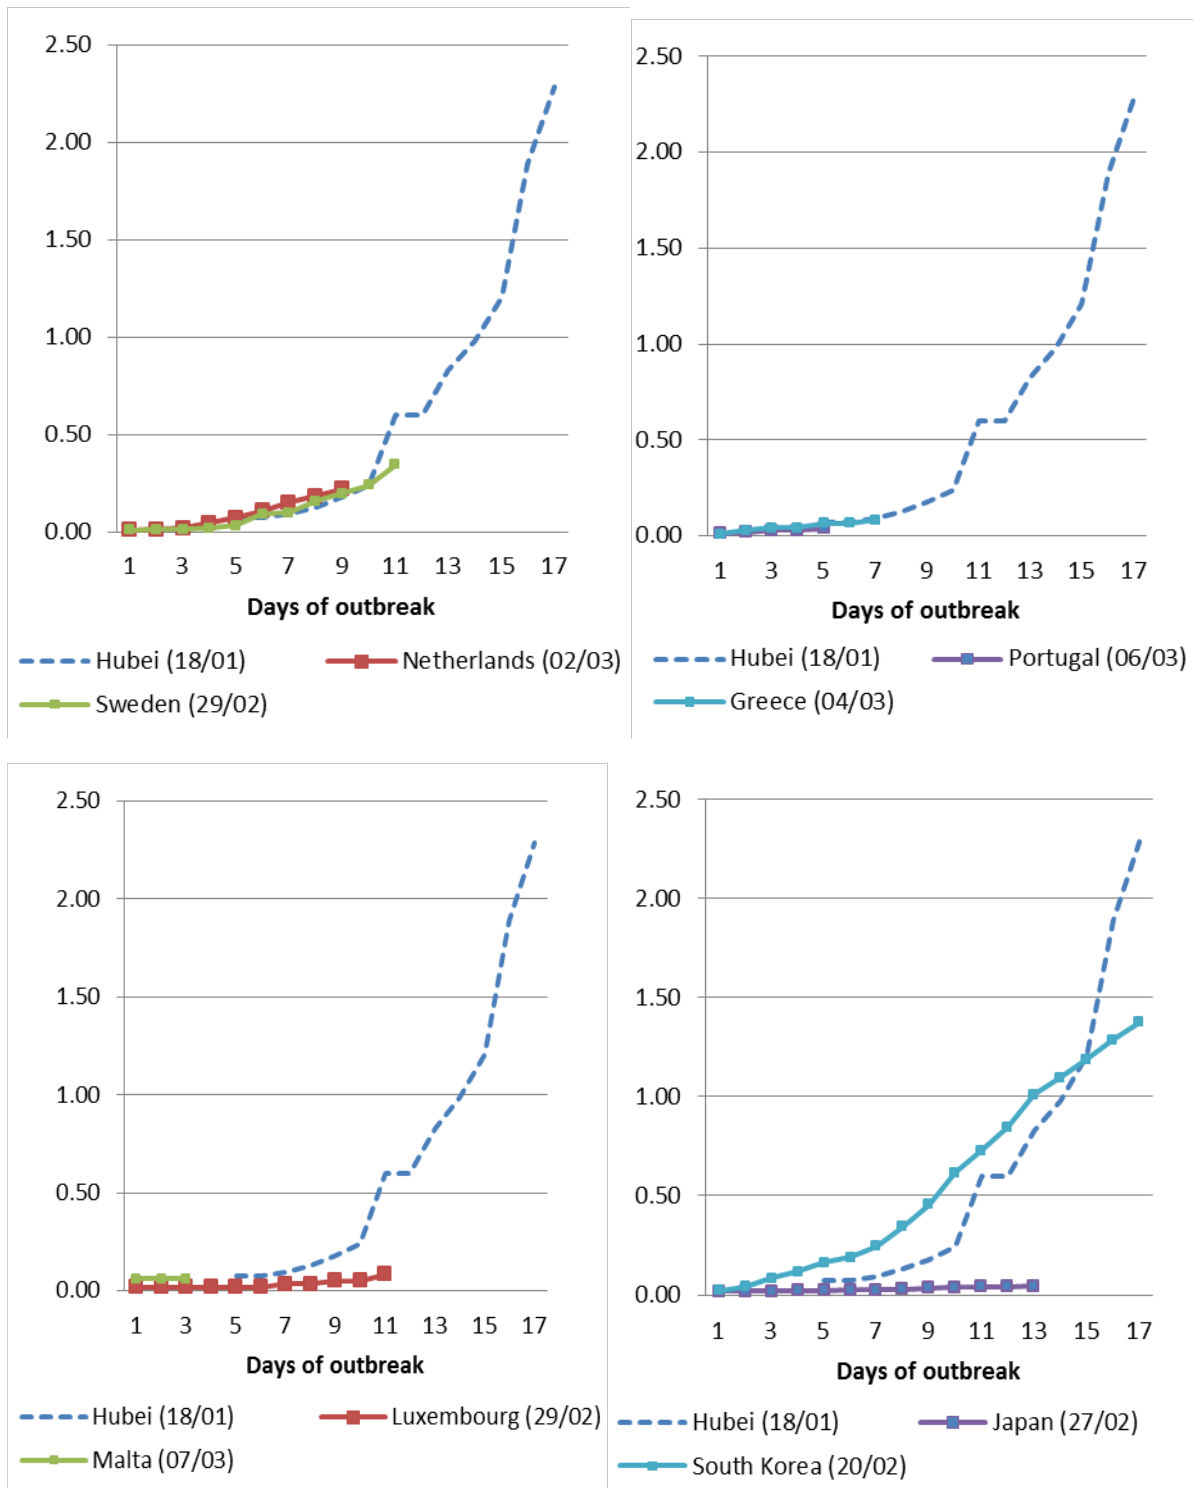 2.50
2.00
1.50
1.00
0.50
0.00
1 3 5 7 9 11 13 15 17
Days of outbreak
Hubei (18/01) Netherlands (02/03)
Sweden (29/02)
2.50
2.00
1.50
1.00
0.50
0.00
1 3 5 7 9 11 13 15 17
Days of outbreak
Hubei (18/01) Portugal (06/03)
Greece (04/03)
2.50
2.00
1.50
1.00
0.50
0.00
1 3 5 7 9 11 13 15 17
Days of outbreak
Hubei (18/01) Luxembourg (29/02)
Malta (07/03)
2.50
2.00
1.50
1.00
0.50
0.00
1 3 5 7 9 11 13 15 17
Days of outbreak
Hubei (18/01) Japan (27/02)
South Korea (20/02)